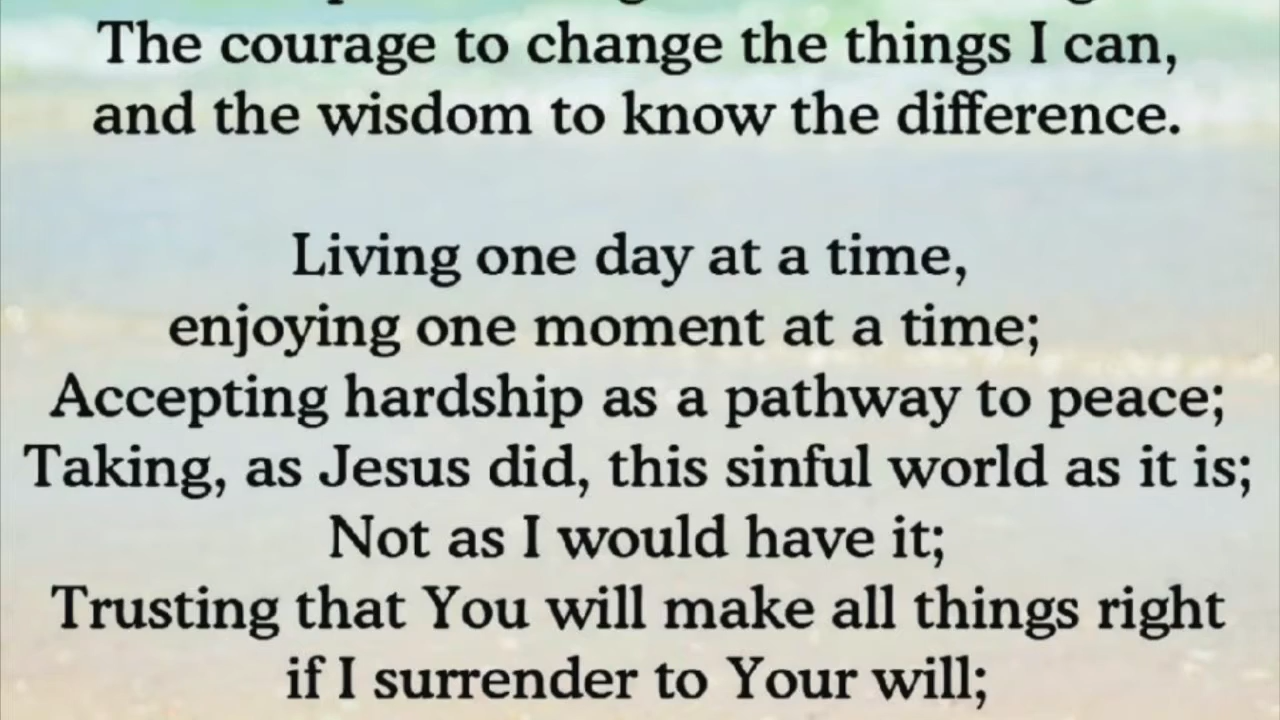 The courage to change the things I can,
and the wisdom to know the difference.
Living one day at a time,
enjoying one moment at a time;
Accepting hardship as a pathway to peace;
Taking, as Jesus did, this sinful world as it is;
Not as I would have it;
Trusting that You will make all things right
if I surrender to Your will;